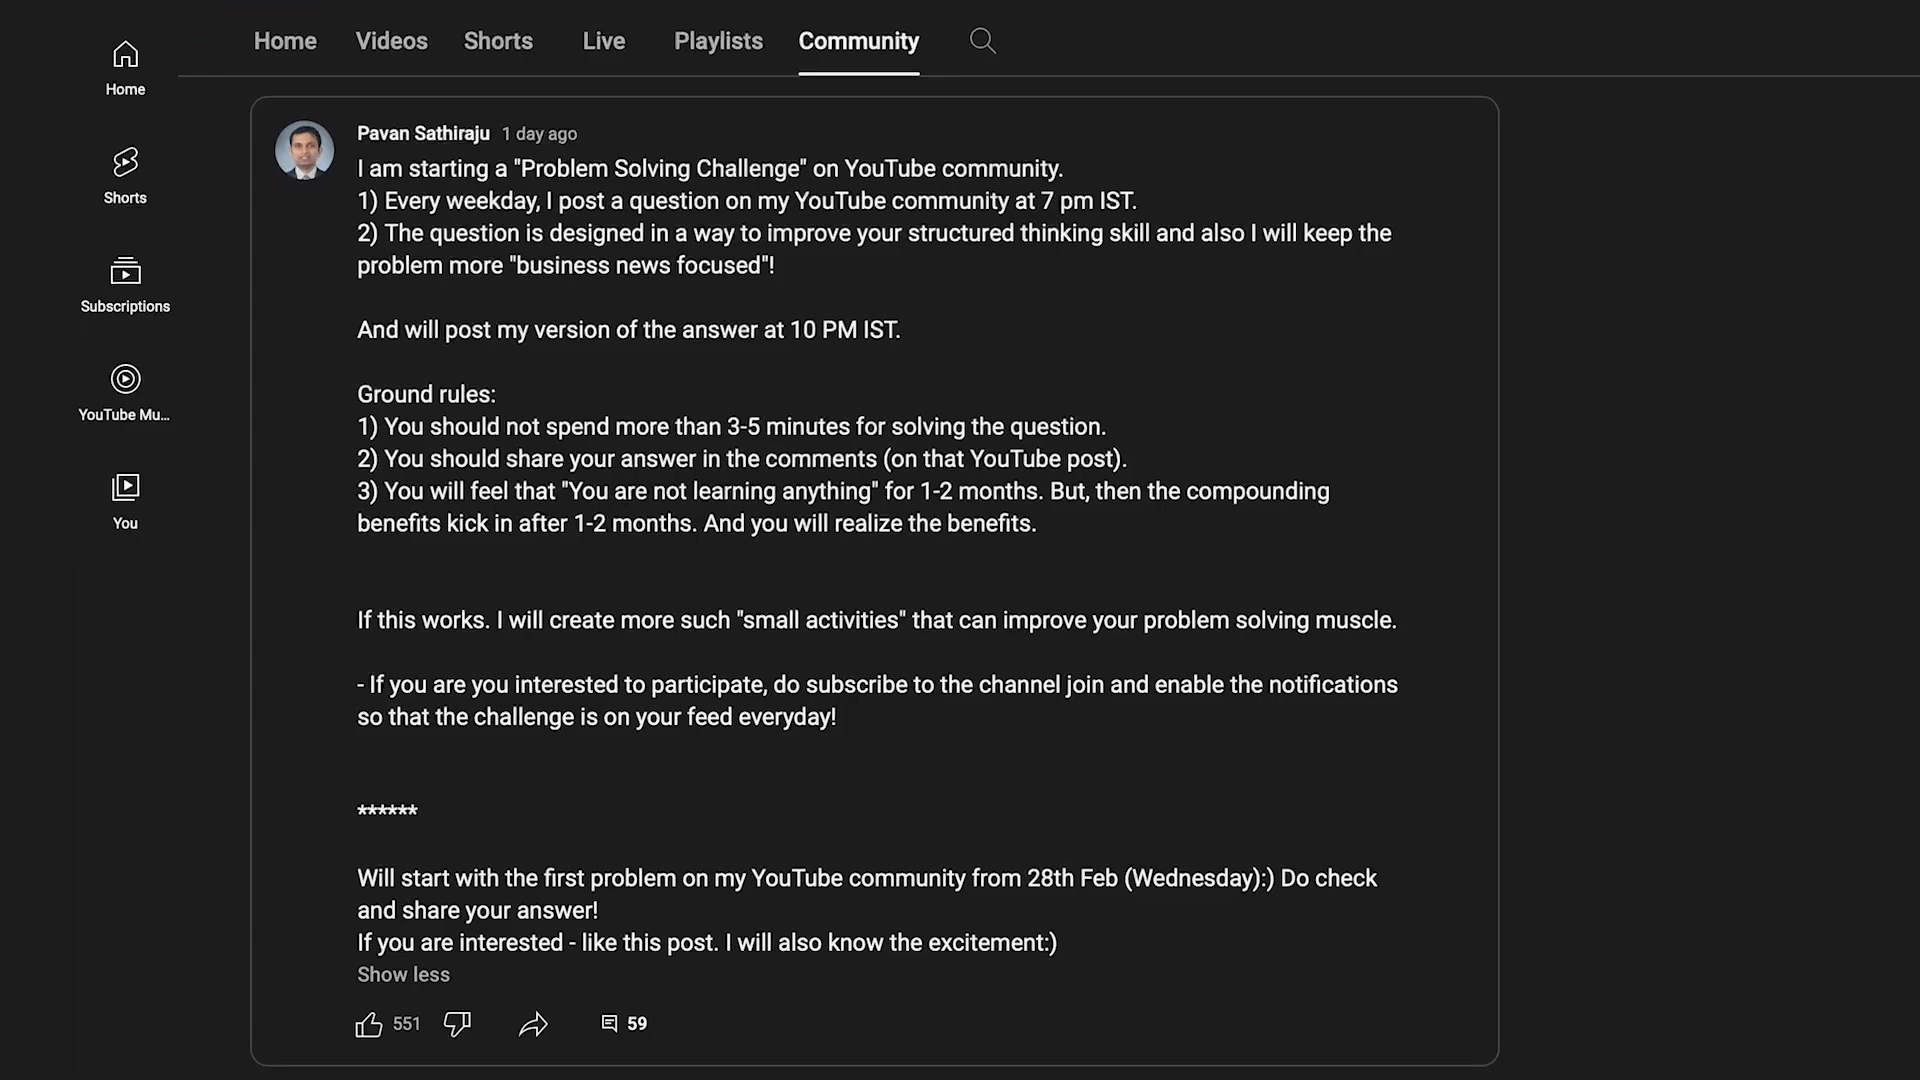 Home Videos Shorts Live Playlists Community
Home
Shorts
Subscriptions
YouTube Mu...
You
Pavan Sathiraju 1 day ago
I am starting a "Problem Solving Challenge" on YouTube community.
1) Every weekday, I post a question on my YouTube community at 7 pm IST.
2) The question is designed in a way to improve your structured thinking skill and also I will keep the
problem more "business news focused"!
And will post my version of the answer at 10 PM IST.
Ground rules:
1) You should not spend more than 3-5 minutes for solving the question.
2) You should share your answer in the comments (on that YouTube post).
3) You will feel that "You are not learning anything" for 1-2 months. But, then the compounding
benefits kick in after 1-2 months. And you will realize the benefits.
If this works. I will create more such "small activities" that can improve your problem solving muscle.
- If you are you interested to participate, do subscribe to the channel join and enable the notifications
so that the challenge is on your feed everyday!
******
Will start with the first problem on my YouTube community from 28th Feb (Wednesday):) Do check
and share your answer!
If you are interested - like this post. I will also know the excitement:)
Show less
551 59